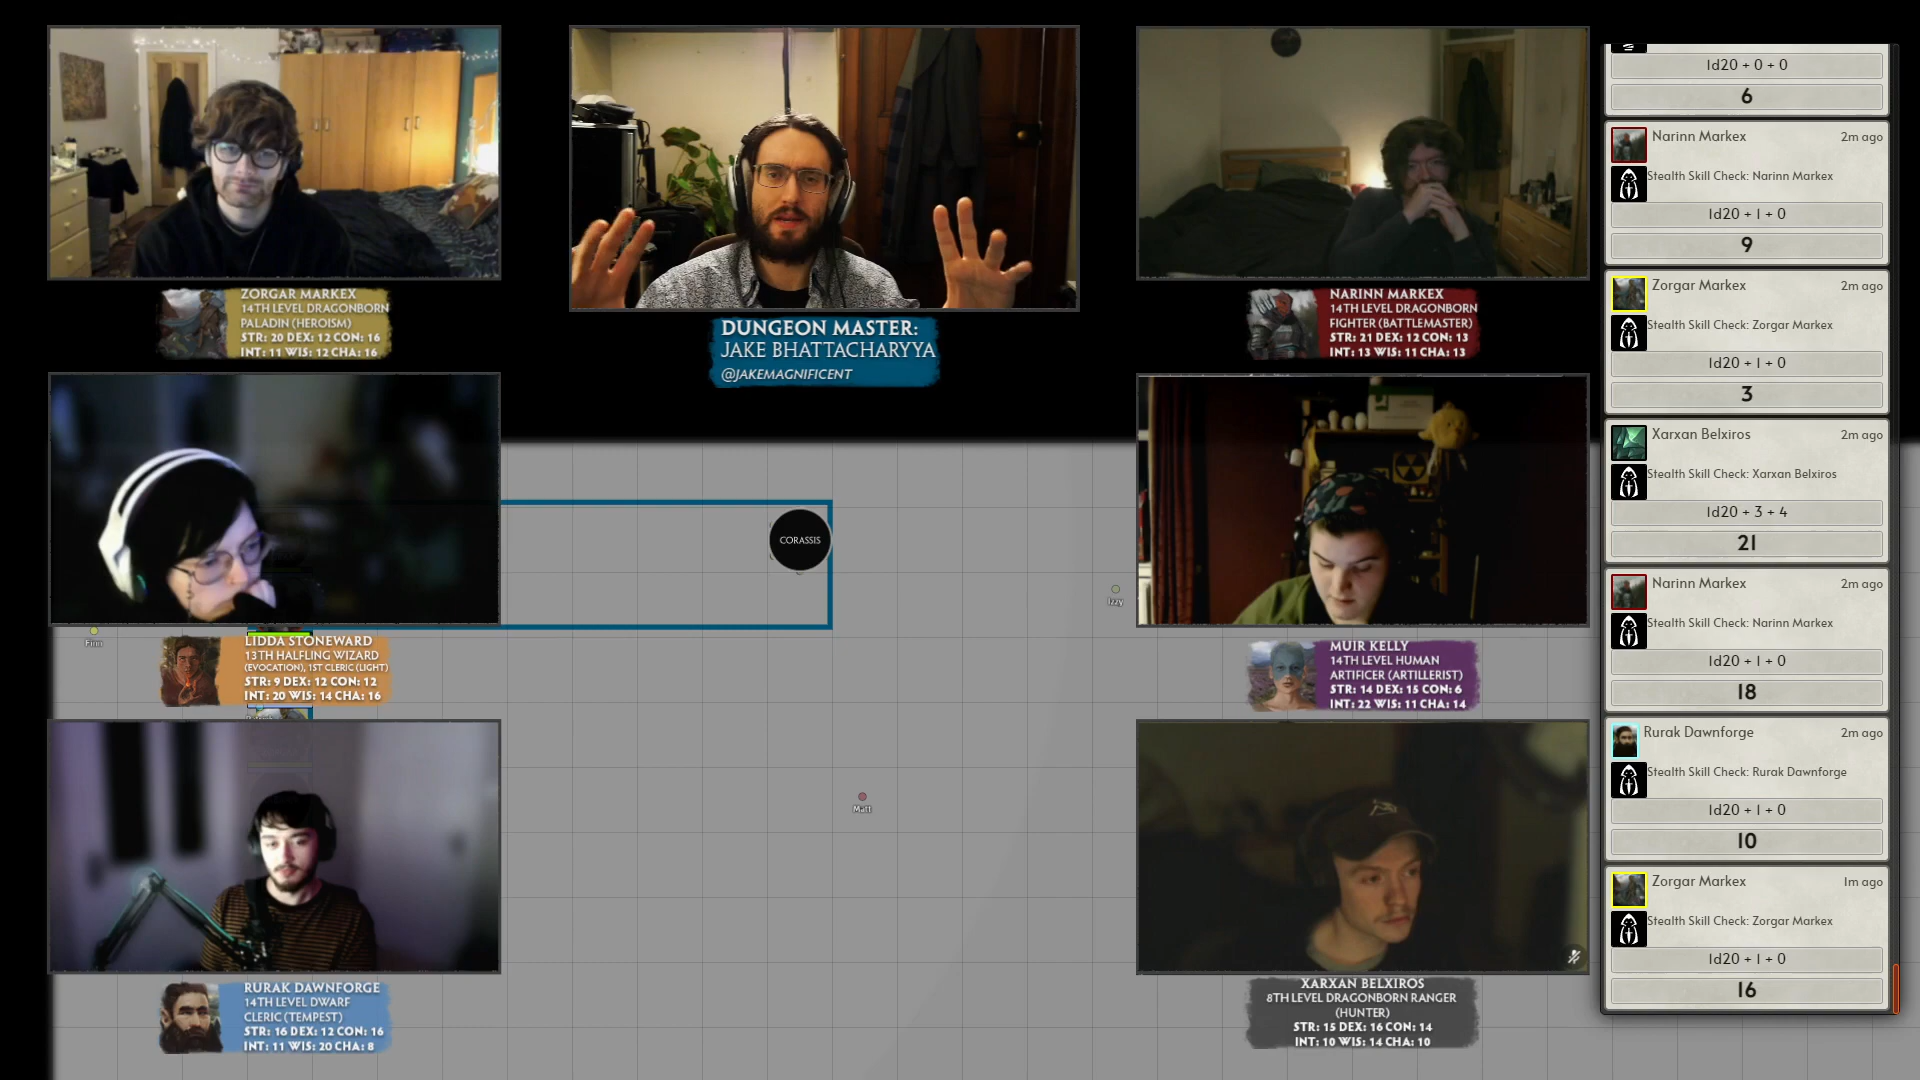 ZORGAR MARKEX
14TH LEVEL DRAGONBORN
PALADIN (HEROISM)
STR: 20 DEX: 12 CON: 16
INT: 11 WIS: 12 CHA: 16
DUNGEON MASTER:
JAKE BHATTACHARYYA
@JAKEMAGNIFICENT
NARINN MARKEX
14TH LEVEL DRAGONBORN
FIGHTER (BATTLEMASTER)
STR: 21 DEX: 12 CON: 13
INT: 13 WIS: 11 CHA: 13
CORASSIS
Izzy
Finn
Matt
LIDDA STONEWARD
13TH HALFLING WIZARD
(EVOCATION), 1ST CLERIC (LIGHT)
STR: 9 DEX: 12 CON: 12
INT: 20 WIS: 14 CHA: 16
MUIR KELLY
14TH LEVEL HUMAN
ARTIFICER (ARTILLERIST)
STR: 14 DEX: 15 CON: 6
INT: 22 WIS: 11 CHA: 14
RURAK DAWNFORGE
14TH LEVEL DWARF
CLERIC (TEMPEST)
STR: 16 DEX: 12 CON: 16
INT: 11 WIS: 20 CHA: 8
XARXAN BELXIROS
8TH LEVEL DRAGONBORN RANGER
(HUNTER)
STR: 15 DEX: 16 CON: 14
INT: 10 WIS: 14 CHA: 10
1d20 + 0 + 0
6
Narinn Markex 2m ago
Stealth Skill Check: Narinn Markex
1d20 + 1 + 0
9
Zorgar Markex 2m ago
Stealth Skill Check: Zorgar Markex
1d20 + 1 + 0
3
Xarxan Belxiros 2m ago
Stealth Skill Check: Xarxan Belxiros
1d20 + 3 + 4
21
Narinn Markex 2m ago
Stealth Skill Check: Narinn Markex
1d20 + 1 + 0
18
Rurak Dawnforge 2m ago
Stealth Skill Check: Rurak Dawnforge
1d20 + 1 + 0
10
Zorgar Markex 1m ago
Stealth Skill Check: Zorgar Markex
1d20 + 1 + 0
16